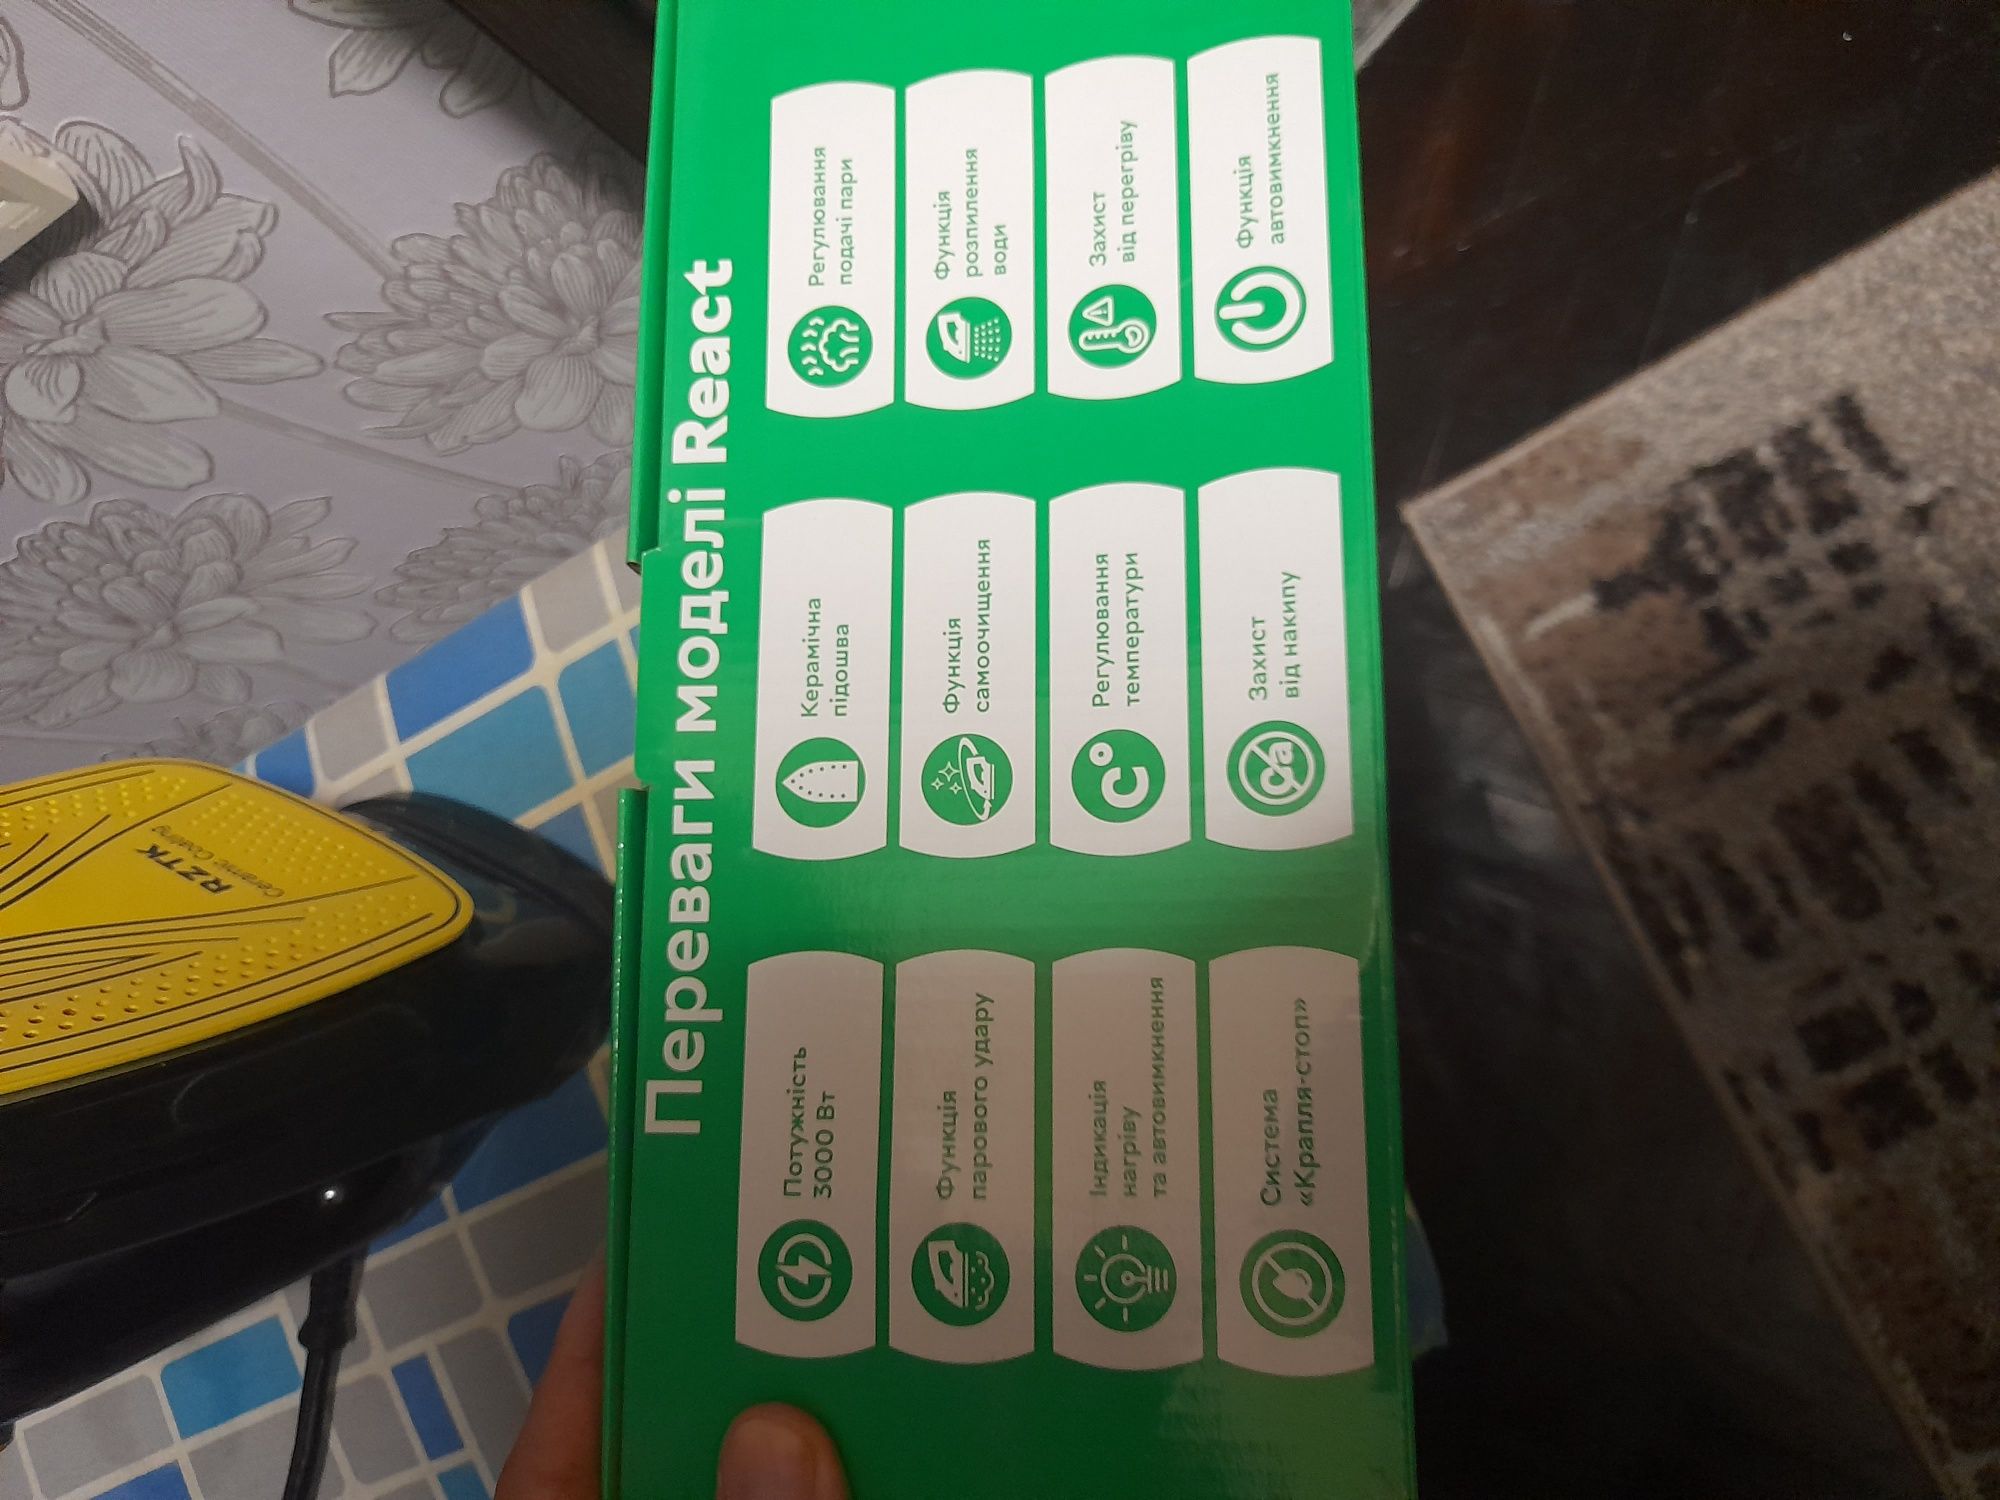 Переваги моделі React
Потужність
3000 Вт
Керамічна
підошва
Регулювання
подачі пари
Функція
парового удару
Функція
самоочищення
Функція
розпилення
води
Індикація
нагріву
та автовимкнення
Регулювання
температури
C°
Захист
від перегріву
Система
«Крапля-стоп»
Захист
від накипу
Ca
Функція
автовимкнення
RZTK
Ceramic Coating